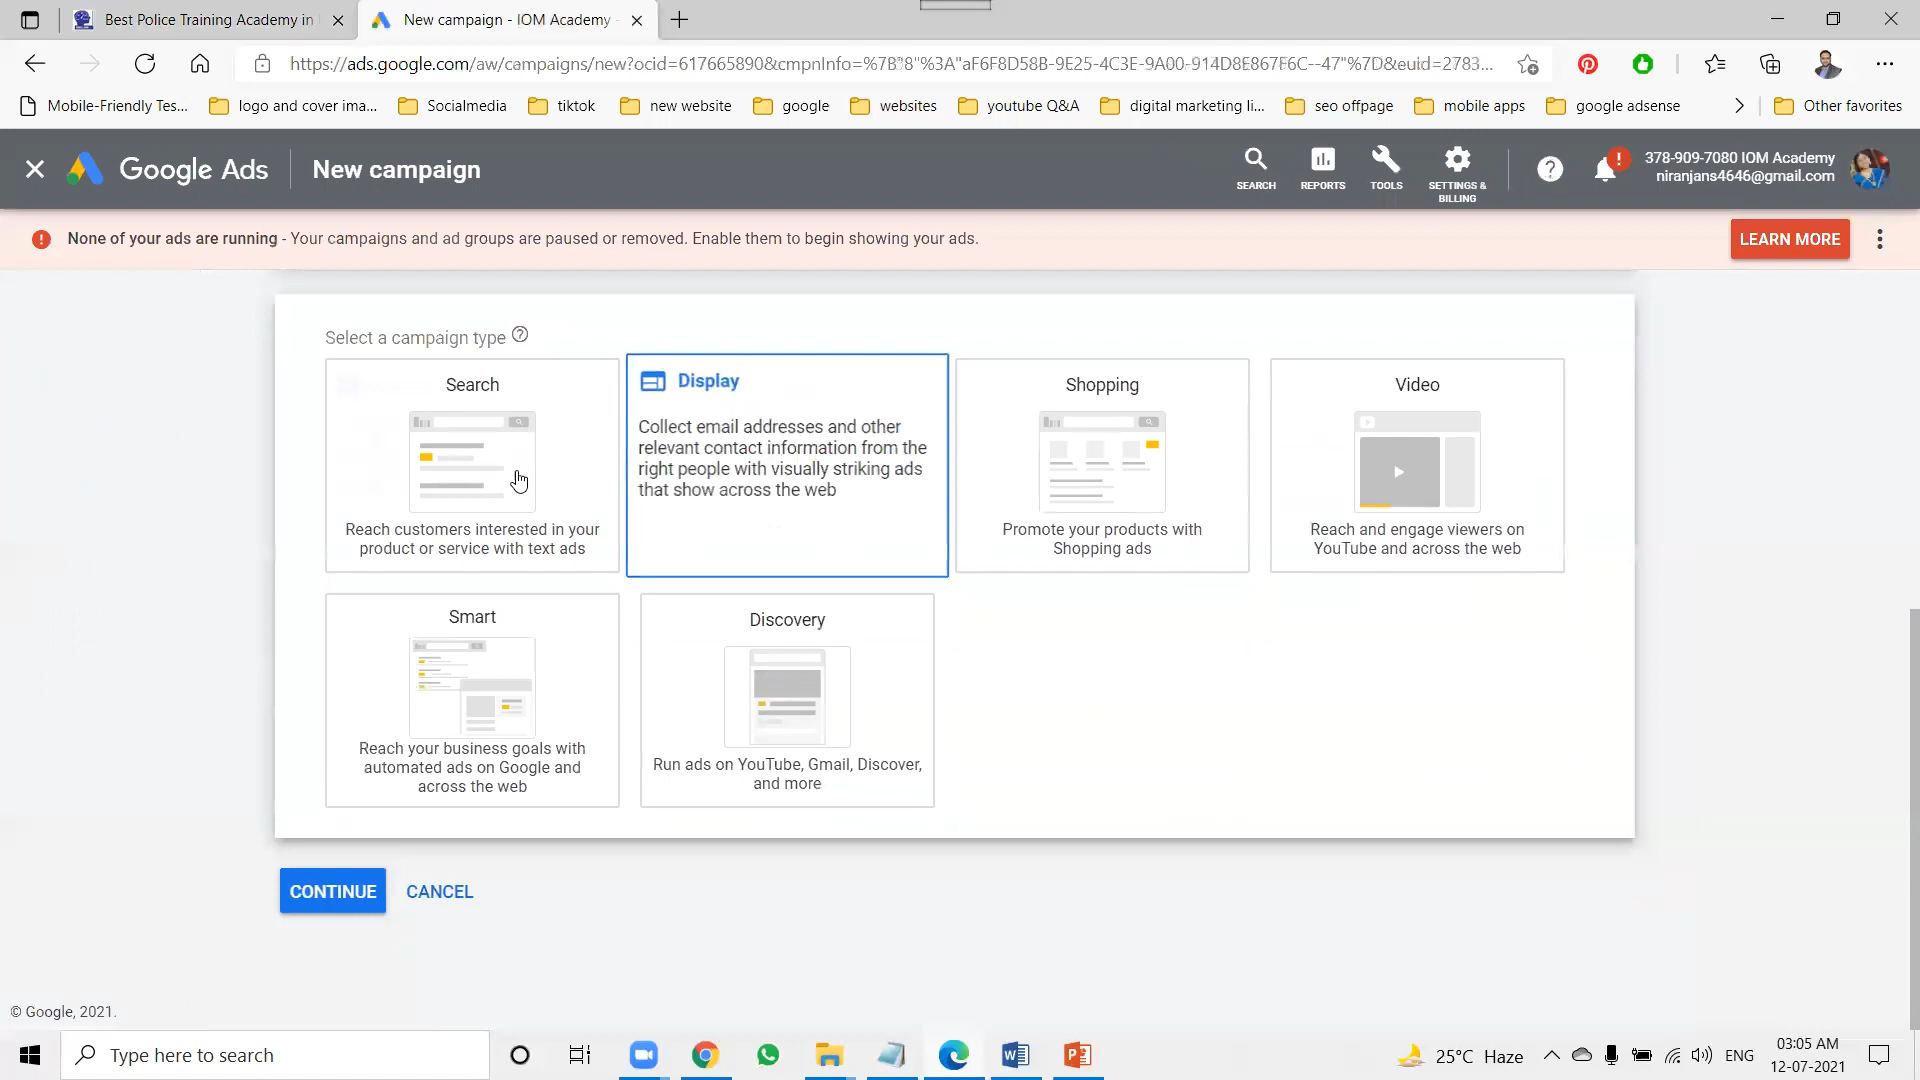 Best Police Training Academy in
New campaign - IOM Academy -
https://ads.google.com/aw/campaigns/new?ocid=617665890&cmpnInfo=%7B"8"%3A"aF6F8D58B-9E25-4C3E-9A00-914D8E867F6C--47"%7D&euid=2783...
Mobile-Friendly Tes...
logo and cover ima...
Socialmedia
tiktok
new website
google
websites
youtube Q&A
digital marketing li...
seo offpage
mobile apps
google adsense
Other favorites
Google Ads
New campaign
SEARCH
REPORTS
TOOLS
SETTINGS &
BILLING
378-909-7080 IOM Academy
niranjans4646@gmail.com
None of your ads are running - Your campaigns and ad groups are paused or removed. Enable them to begin showing your ads.
LEARN MORE
Select a campaign type
Search
Reach customers interested in your
product or service with text ads
Display
Collect email addresses and other
relevant contact information from the
right people with visually striking ads
that show across the web
Shopping
Promote your products with
Shopping ads
Video
Reach and engage viewers on
YouTube and across the web
Smart
Reach your business goals with
automated ads on Google and
across the web
Discovery
Run ads on YouTube, Gmail, Discover,
and more
CONTINUE
CANCEL
© Google, 2021.
Type here to search
25°C Haze
ENG
03:05 AM
12-07-2021